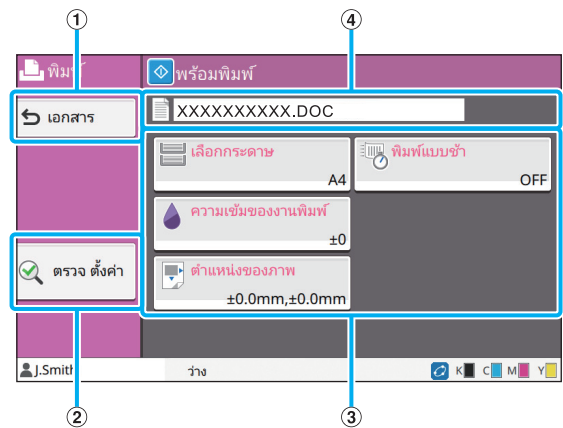 ① ④
พิมพ์ พร้อมพิมพ์
เอกสาร XXXXXXXXXX.DOC
เลือกกระดาษ พิมพ์แบบช้า
A4 OFF
ความเข้มของงานพิมพ์
±0
ตรวจ ตั้งค่า ตำแหน่งของภาพ
±0.0mm,±0.0mm
J.Smith ว่าง K C M Y
② ③